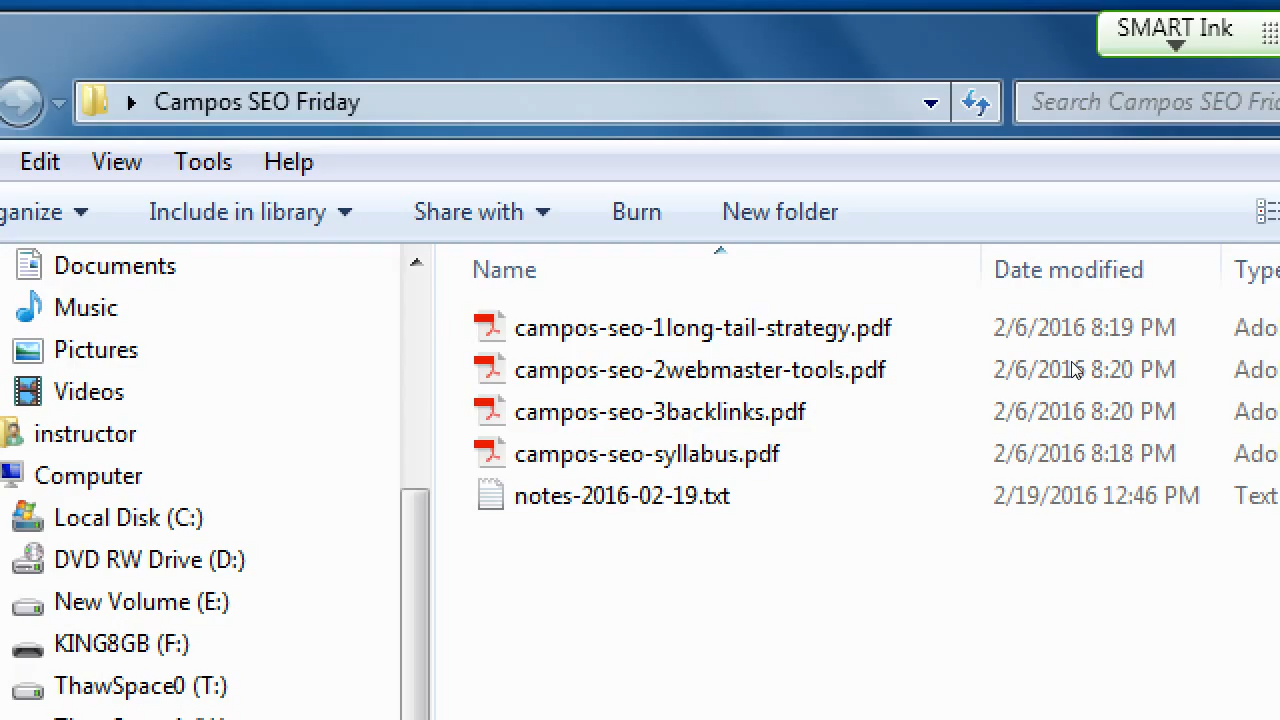 SMART Ink
Campos SEO Friday
Search Campos SEO Frid
Edit View Tools Help
ganize Include in library Share with Burn New folder
Name Date modified Type
Documents
Music
Pictures
Videos
instructor
Computer
Local Disk (C:)
DVD RW Drive (D:)
New Volume (E:)
KING8GB (F:)
ThawSpace0 (T:)
campos-seo-1long-tail-strategy.pdf 2/6/2016 8:19 PM Ado
campos-seo-2webmaster-tools.pdf 2/6/2016 8:20 PM Ado
campos-seo-3backlinks.pdf 2/6/2016 8:20 PM Ado
campos-seo-syllabus.pdf 2/6/2016 8:18 PM Ado
notes-2016-02-19.txt 2/19/2016 12:46 PM Text